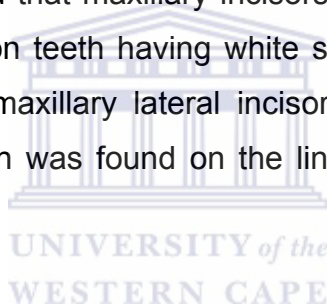 that maxillary incisors
on teeth having white s
maxillary lateral incisor
n was found on the lin
UNIVERSITY of the
WESTERN CAPE